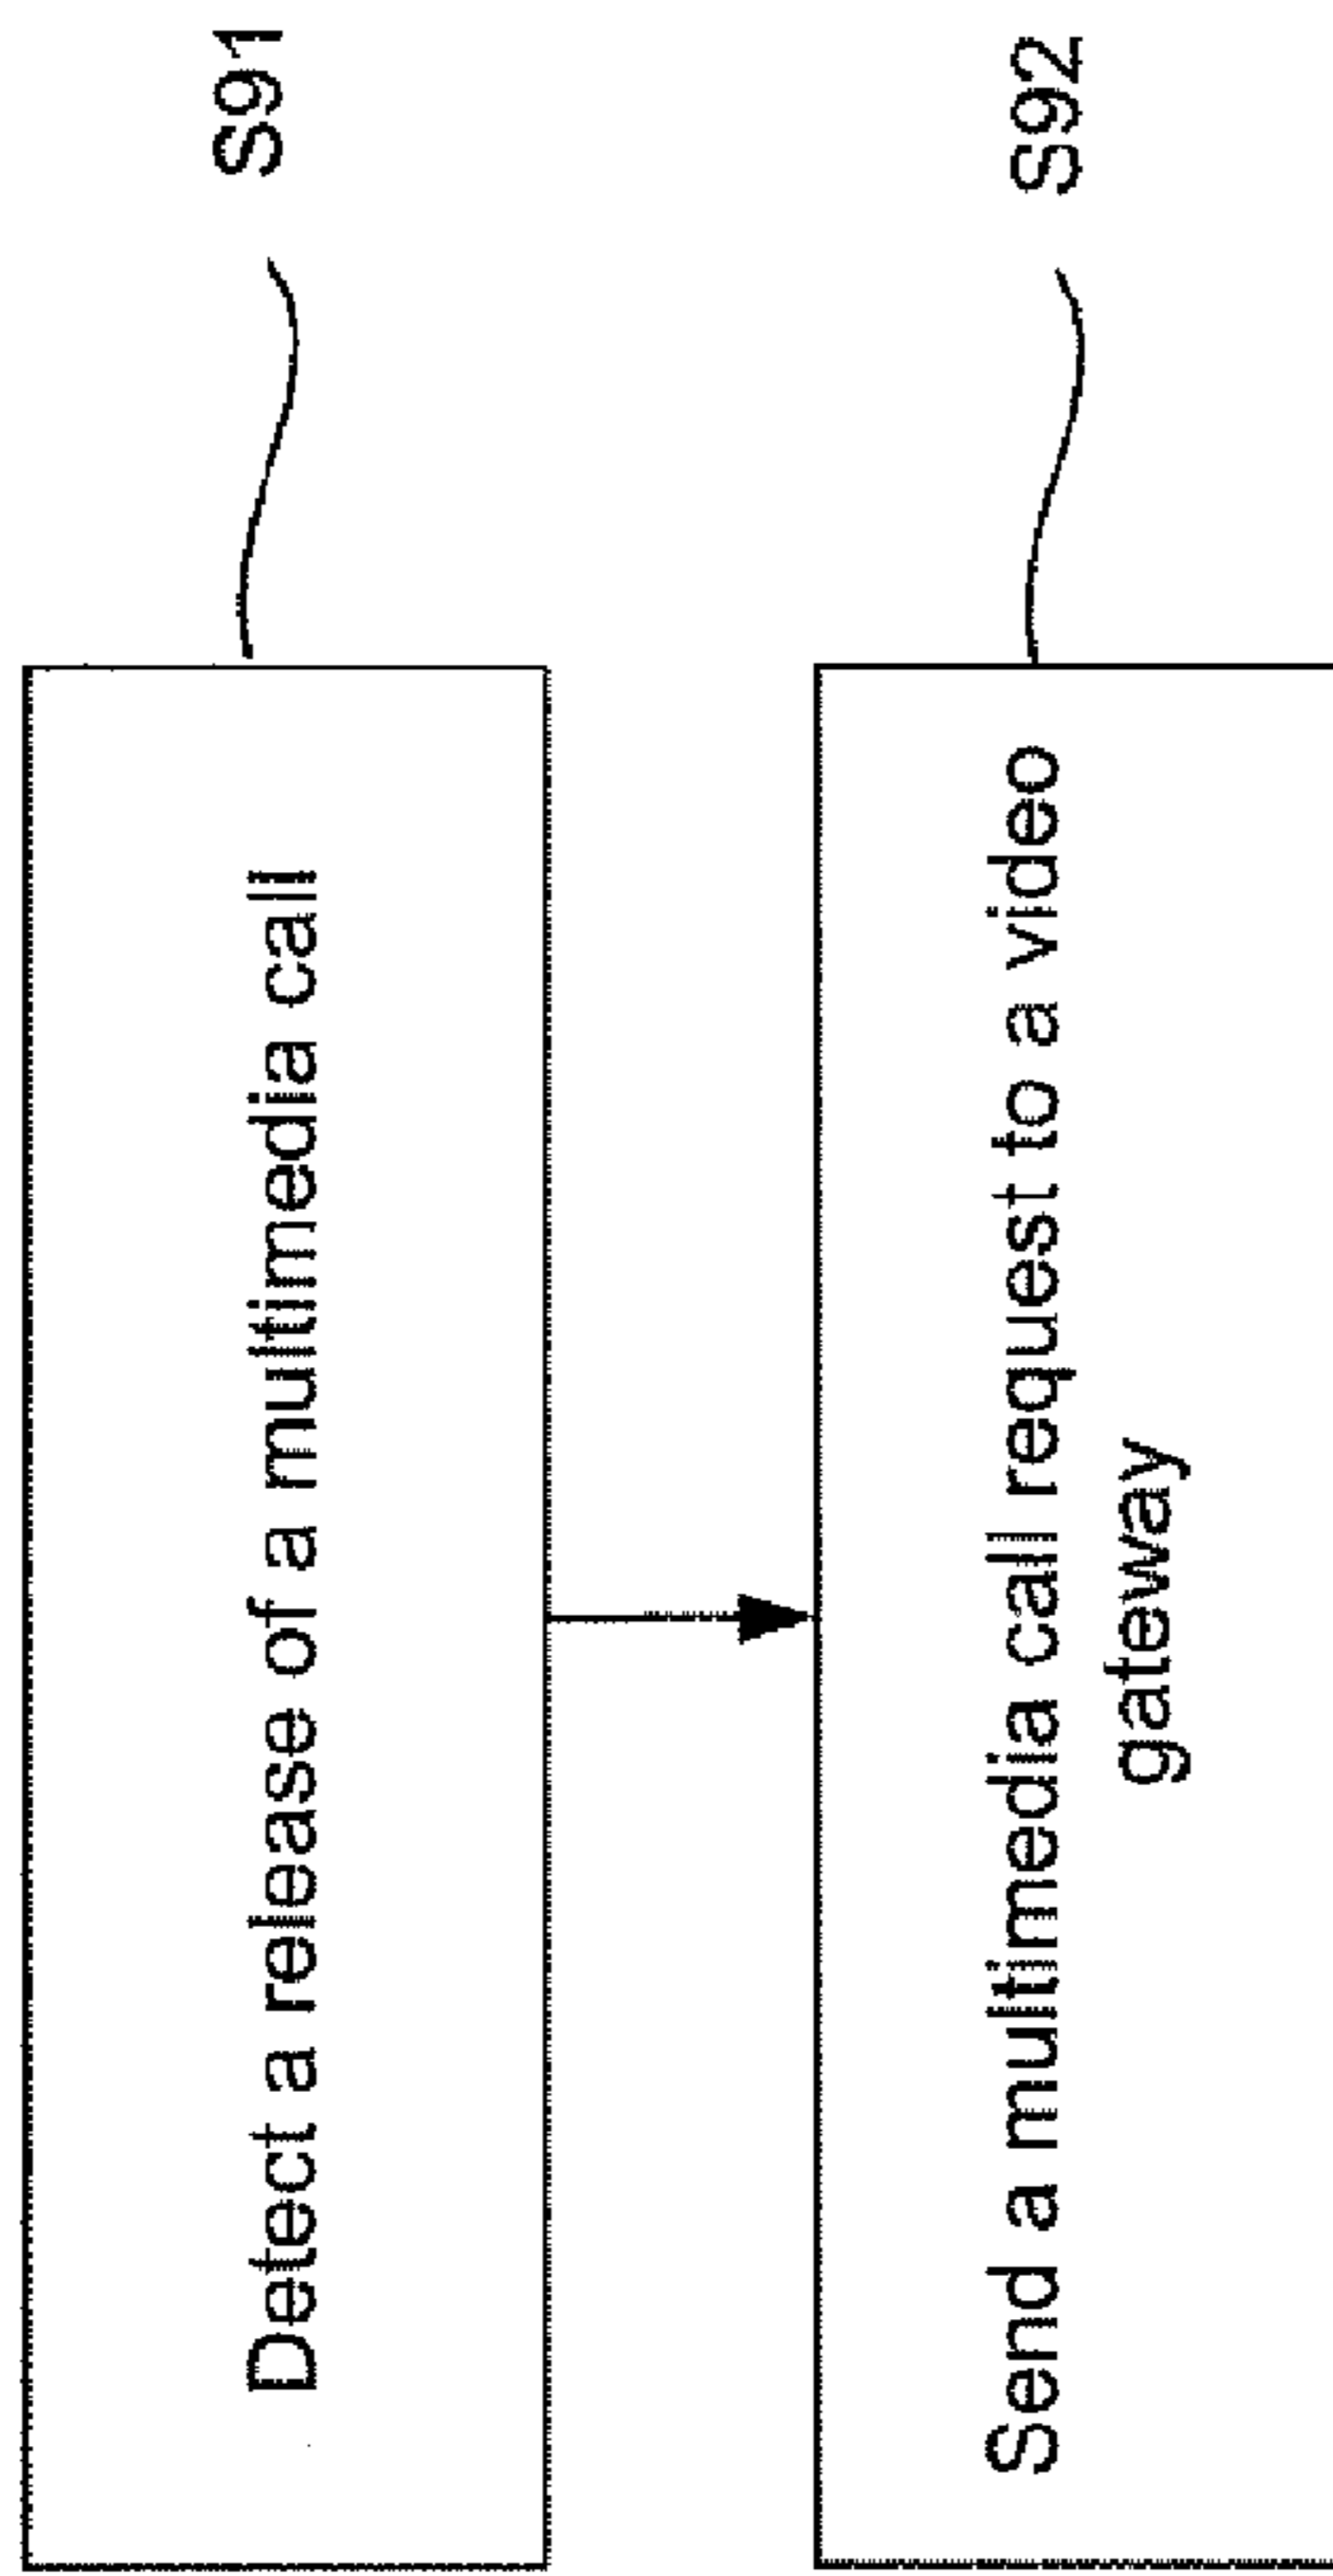 Detect a release of a multimedia call
S91
Send a multimedia call request to a video
gateway
S92